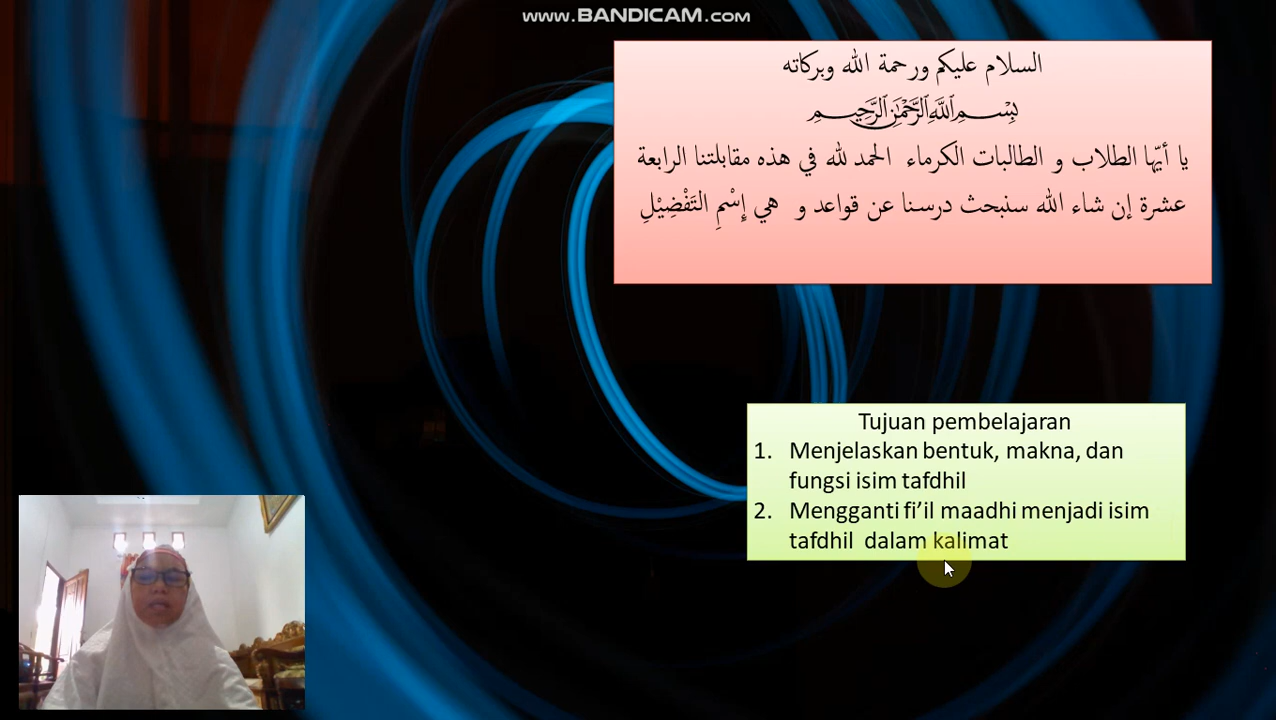 www.BANDICAM.com
السلام عليكم ورحمة الله وبركاته
بِسْمِ اللَّهِ الرَّحْمَٰنِ الرَّحِيمِ
يا أيّها الطلاب و الطالبات الكرماء الحمد لله في هذه مقابلتنا الرابعة
عشرة إن شاء الله سنبحث درسنا عن قواعد و هي إِسْمِ التَفْضِيْلِ
Tujuan pembelajaran
1. Menjelaskan bentuk, makna, dan
fungsi isim tafdhil
2. Mengganti fi’il maadhi menjadi isim
tafdhil dalam kalimat